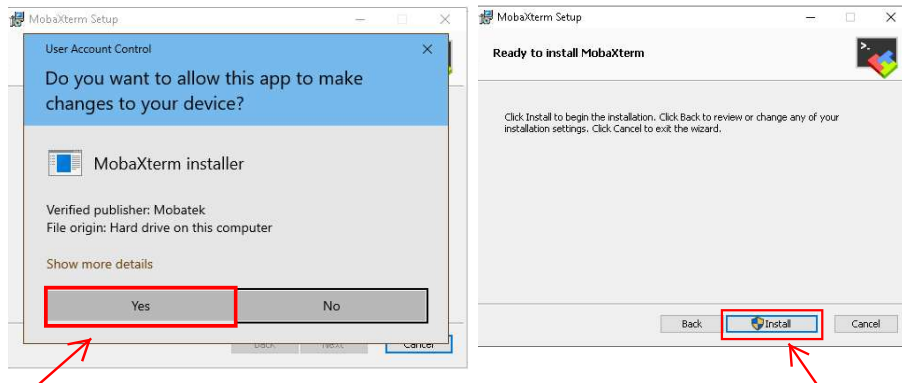 MobaXterm Setup
User Account Control
Do you want to allow this app to make
changes to your device?
MobaXterm installer
Verified publisher: Mobatek
File origin: Hard drive on this computer
Show more details
Yes No
Back Next Cancel
MobaXterm Setup
Ready to install MobaXterm
Click Install to begin the installation. Click Back to review or change any of your
installation settings. Click Cancel to exit the wizard.
Back Install Cancel